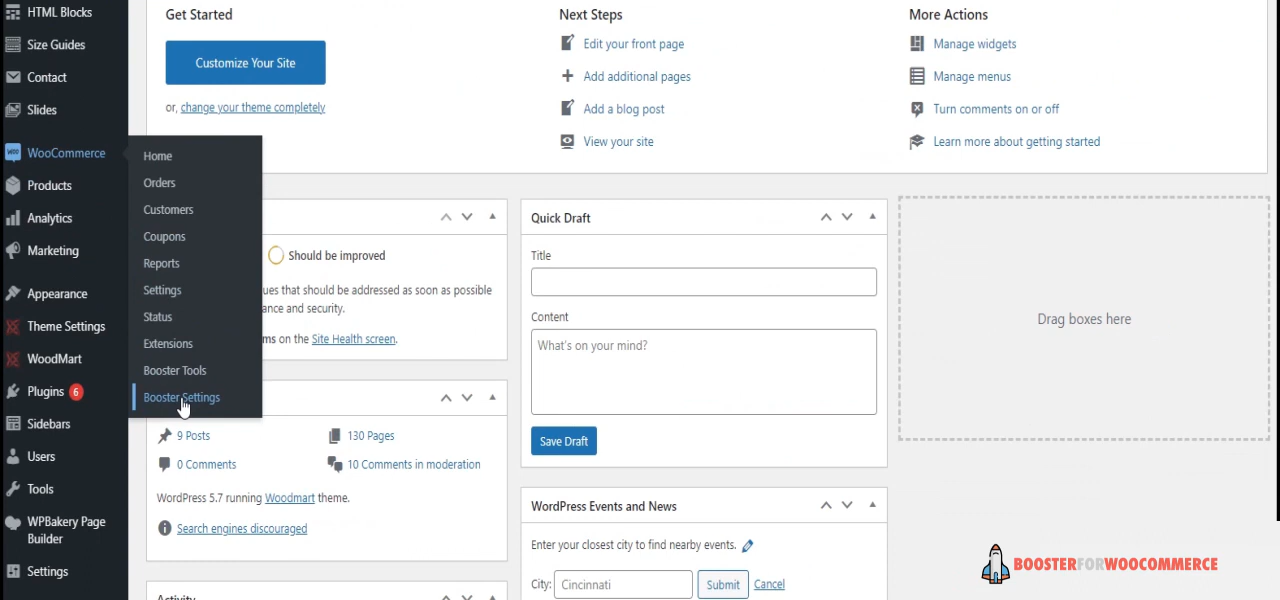 HTML Blocks
Size Guides
Contact
Slides
WooCommerce
Products
Analytics
Marketing
Appearance
Theme Settings
WoodMart
Plugins 6
Sidebars
Users
Tools
WPBakery Page
Builder
Settings
Home
Orders
Customers
Coupons
Reports
Settings
Status
Extensions
Booster Tools
Booster Settings
Get Started
Customize Your Site
or, change your theme completely
Next Steps
Edit your front page
Add additional pages
Add a blog post
View your site
More Actions
Manage widgets
Manage menus
Turn comments on or off
Learn more about getting started
Should be improved
ues that should be addressed as soon as possible
ance and security.
ms on the Site Health screen.
9 Posts
130 Pages
0 Comments
10 Comments in moderation
WordPress 5.7 running Woodmart theme.
Search engines discouraged
Activity
Quick Draft
Title
Content
What's on your mind?
Save Draft
WordPress Events and News
Enter your closest city to find nearby events.
City: Cincinnati Submit Cancel
Drag boxes here
BOOSTERFORWOOCOMMERCE